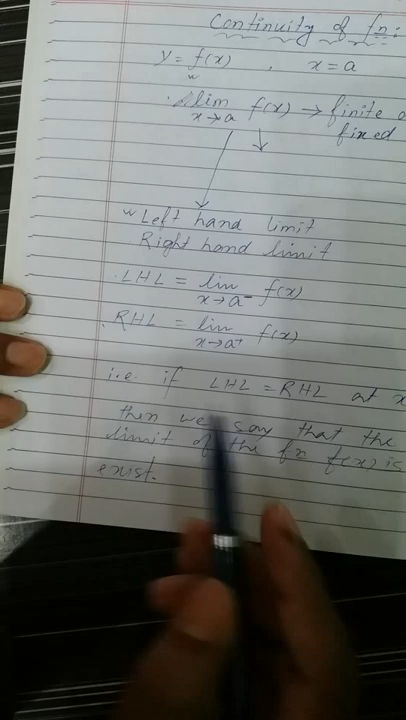 Continuity of fn:
y = f(x) , x = a
lim f(x) → finite
x→a fixed
Left hand limit
Right hand limit
LHL = lim f(x)
x→a⁻
RHL = lim f(x)
x→a⁺
i.e. if LHL = RHL at x
then we say that the
limit of the fn f(x) is
exist.